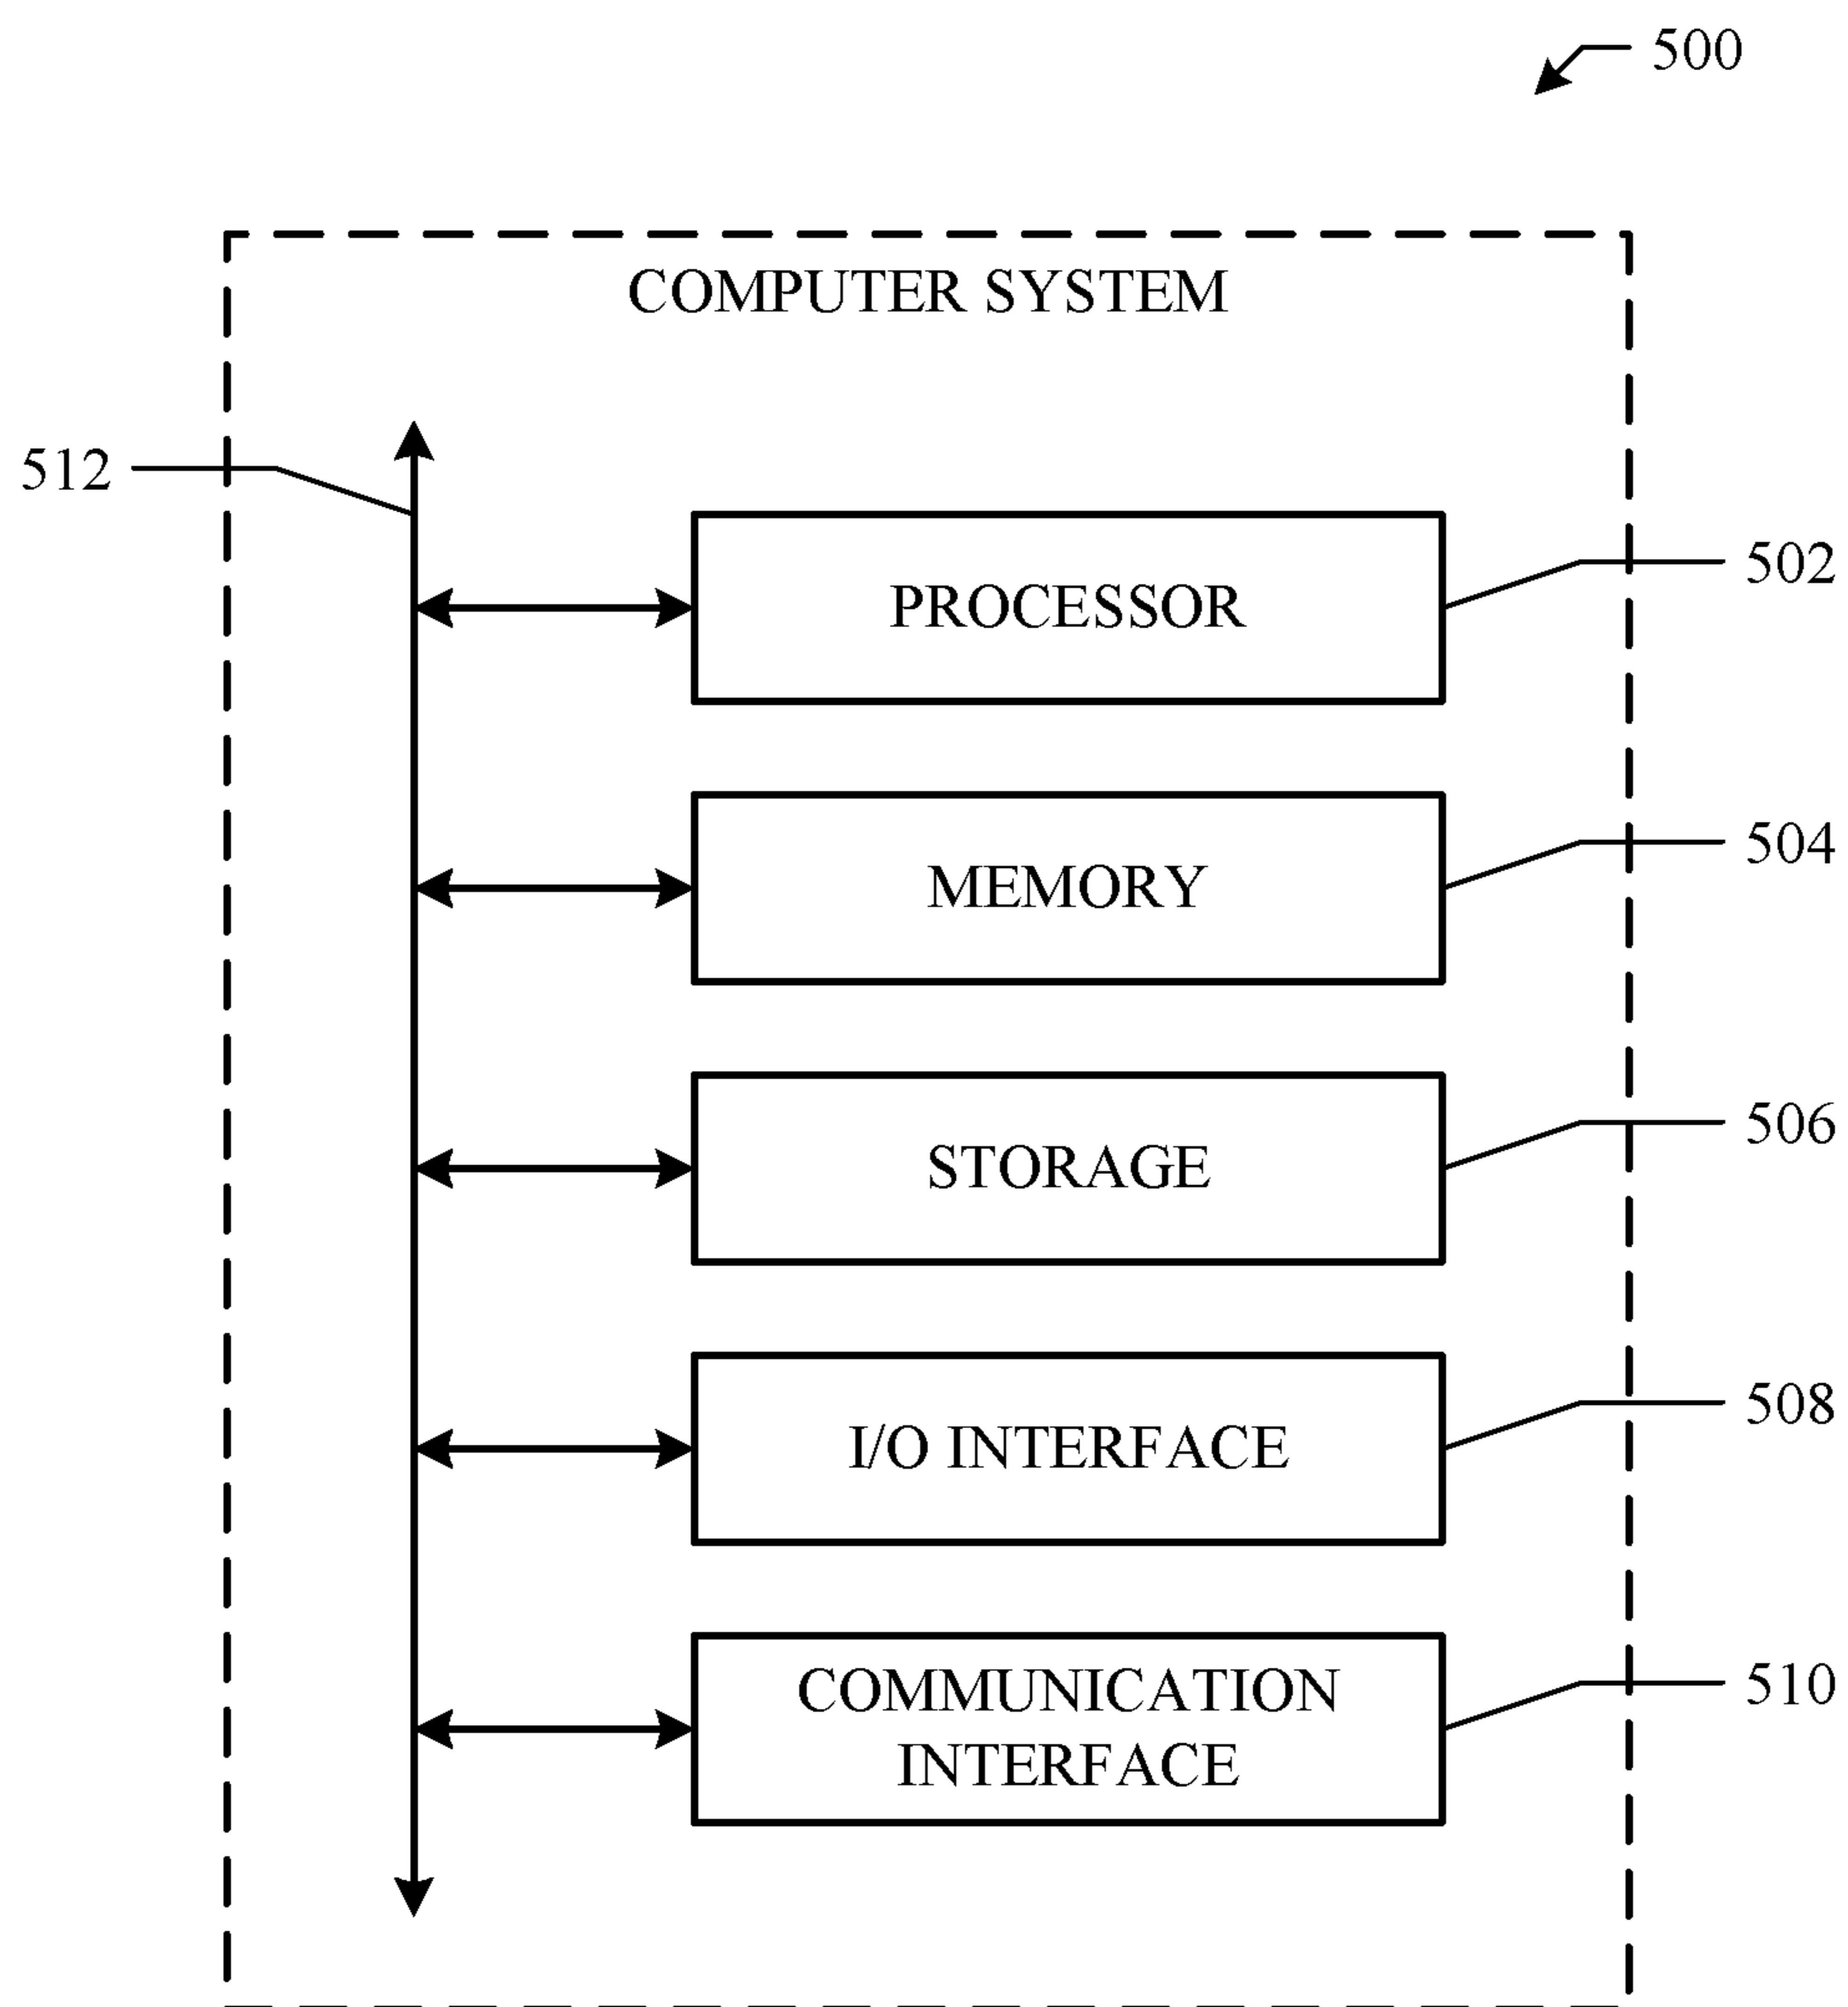 500
COMPUTER SYSTEM
512
PROCESSOR
502
MEMORY
504
STORAGE
506
I/O INTERFACE
508
COMMUNICATION
INTERFACE
510